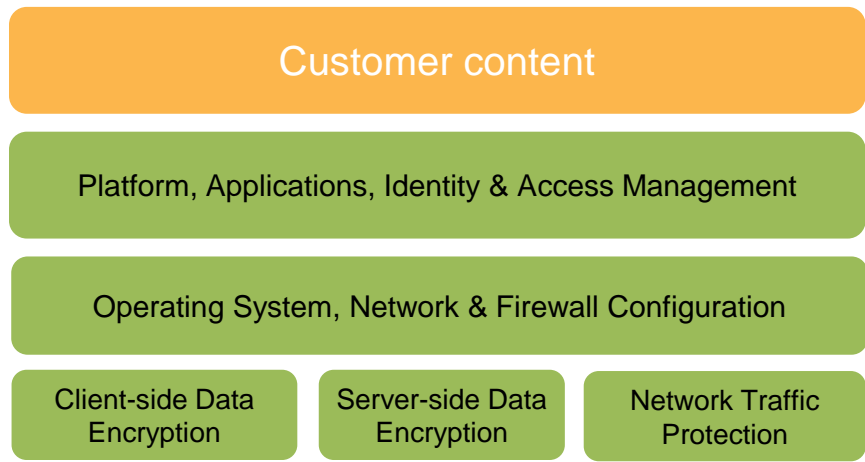 Customer content
Platform, Applications, Identity & Access Management
Operating System, Network & Firewall Configuration
Client-side Data
Encryption
Server-side Data
Encryption
Network Traffic
Protection